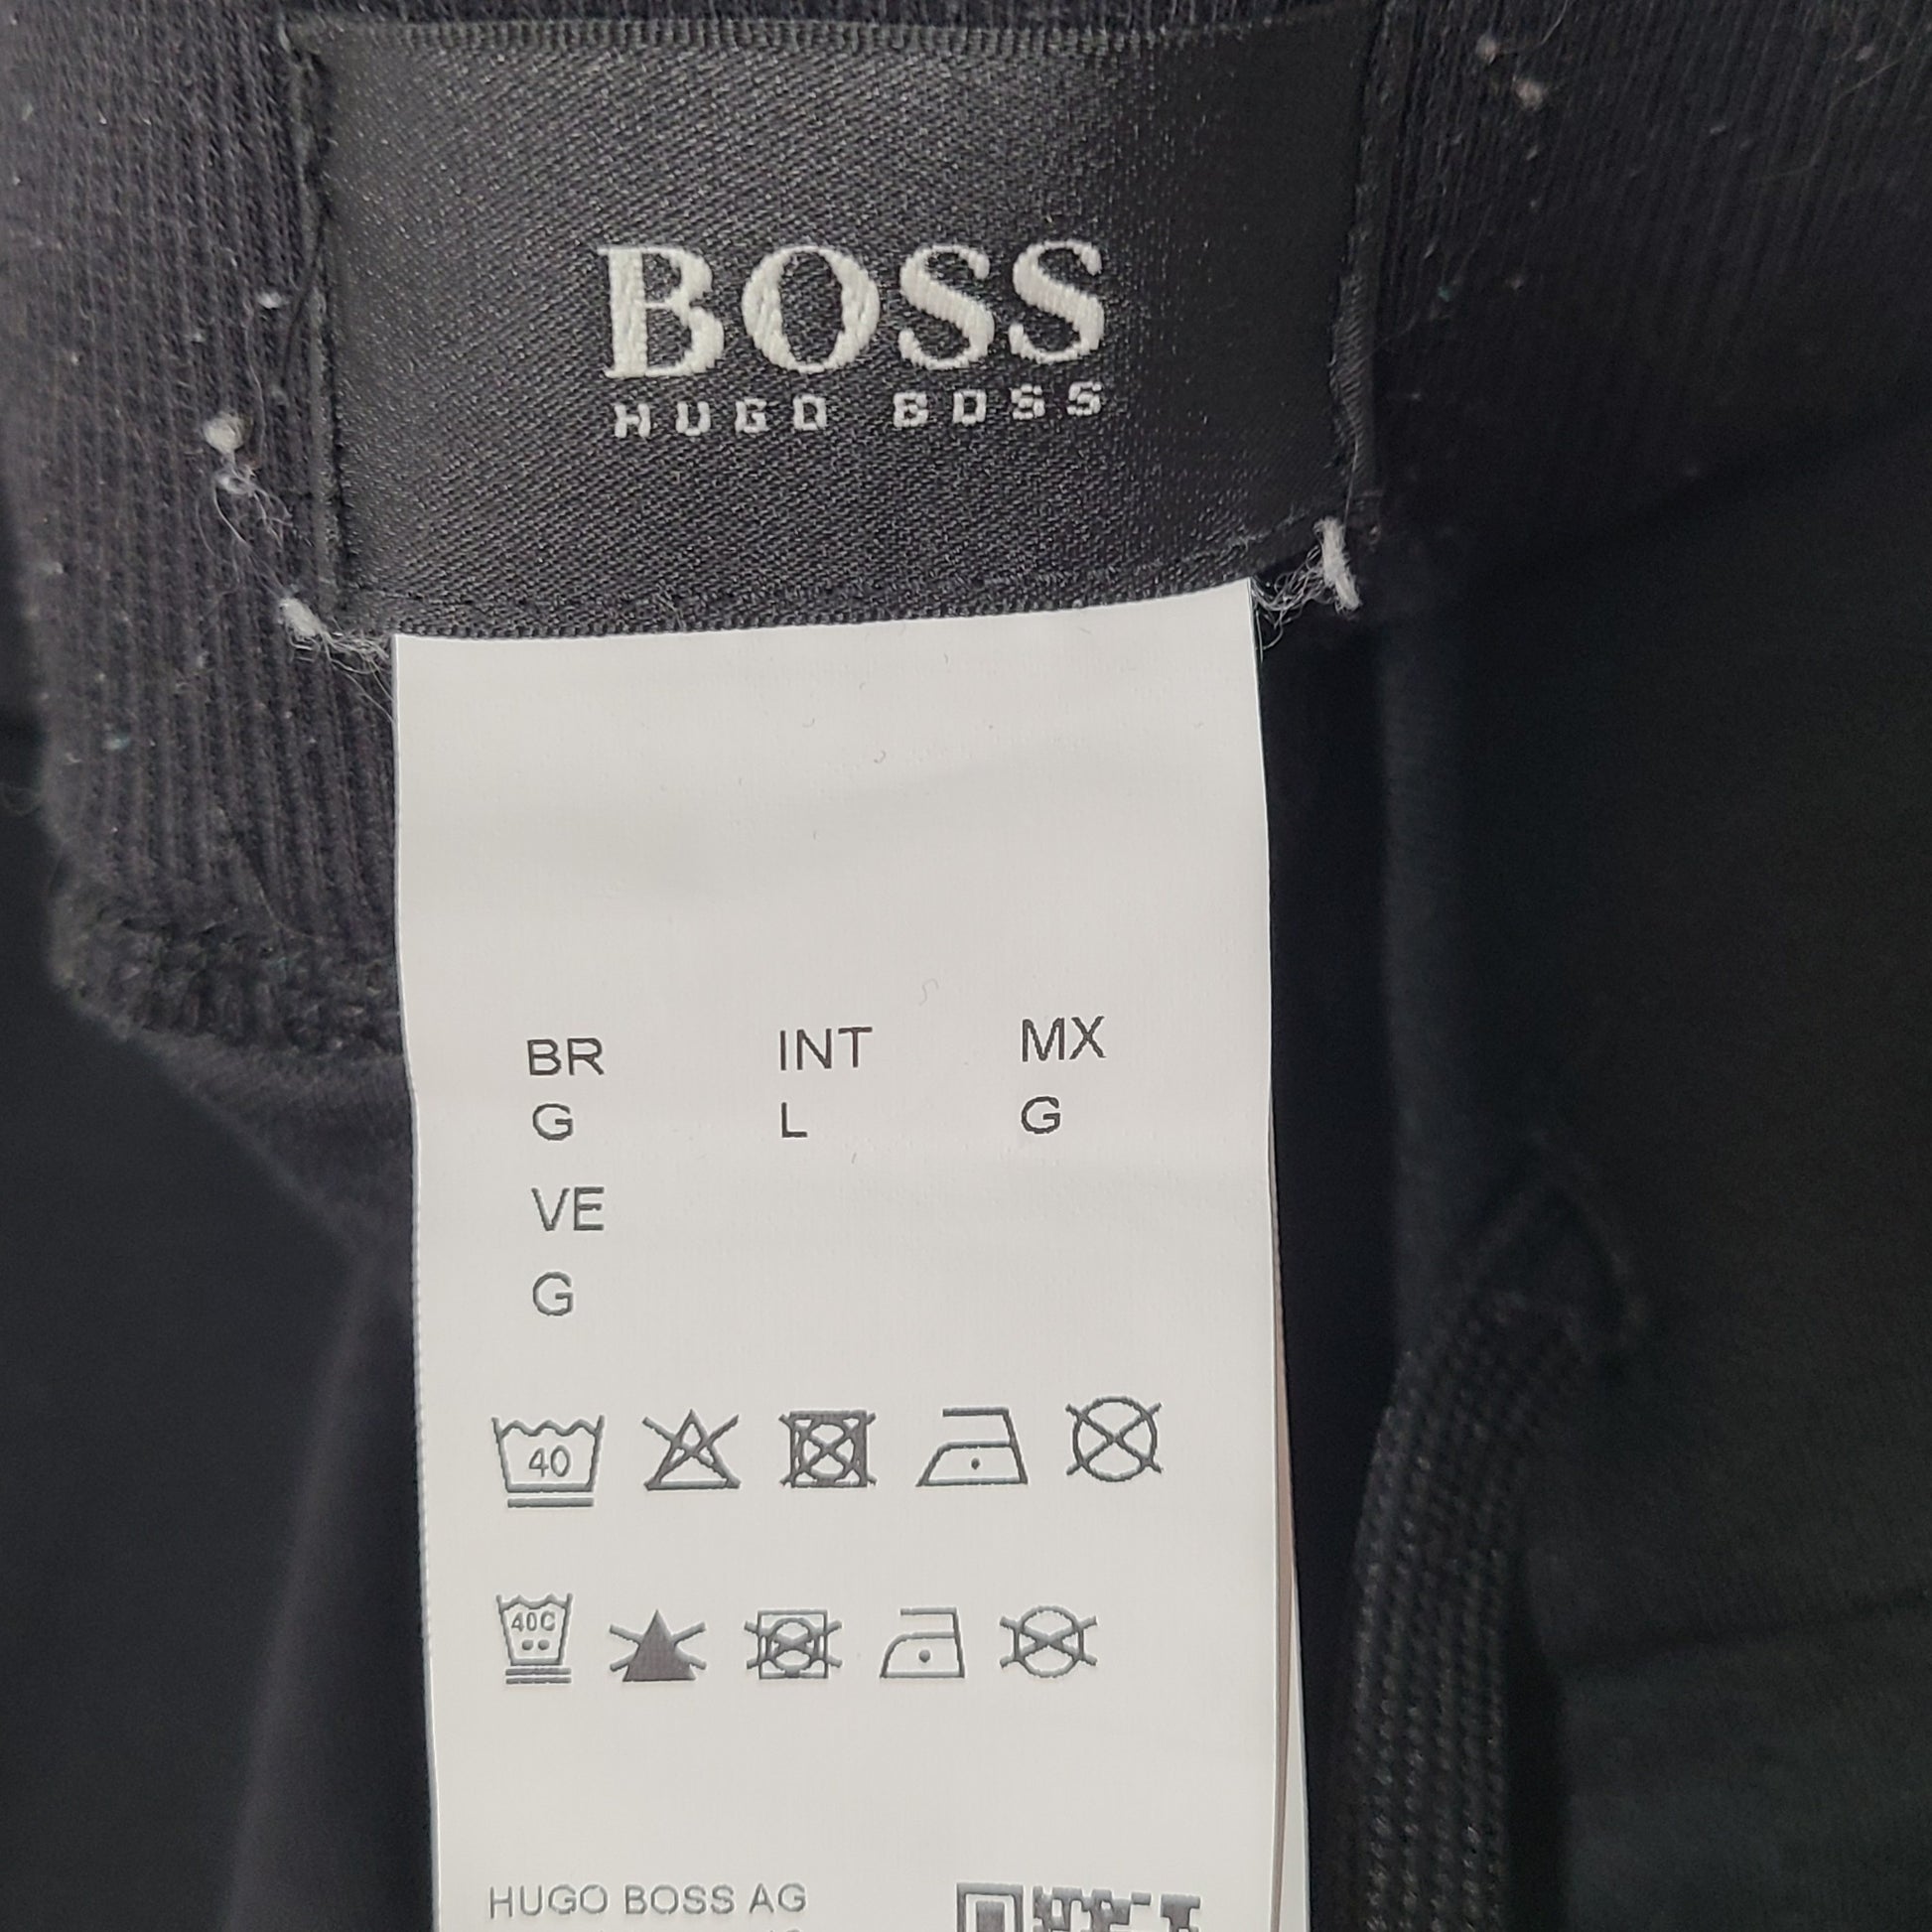 BOSS
HUGO BOSS
BR INT MX
G L G
VE
G
40
40C
HUGO BOSS AG